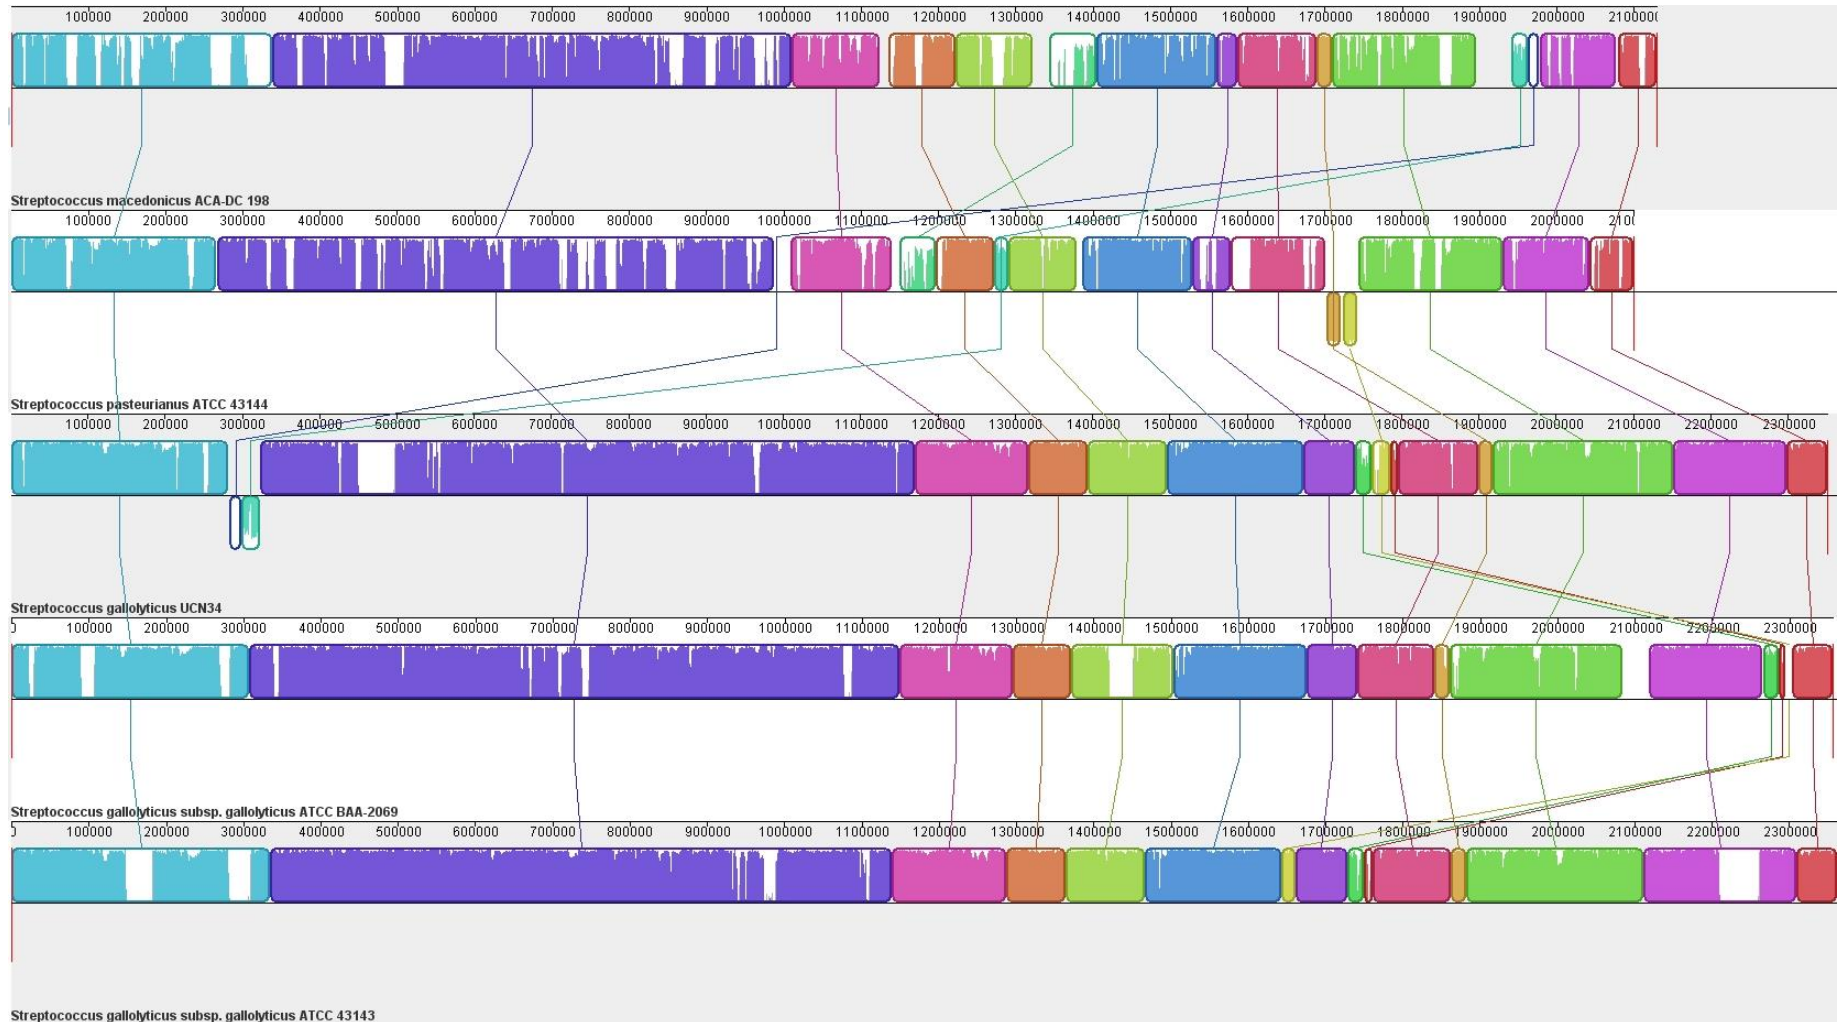 100000 200000 300000 400000 500000 600000 700000 800000 900000 1000000 1100000 1200000 1300000 1400000 1500000 1600000 1700000 1800000 1900000 2000000 210000
Streptococcus macedonicus ACA-DC 198
100000 200000 300000 400000 500000 600000 700000 800000 900000 1000000 1100000 1200000 1300000 1400000 1500000 1600000 1700000 1800000 1900000 2000000 2100
Streptococcus pasteurianus ATCC 43144
100000 200000 300000 400000 500000 600000 700000 800000 900000 1000000 1100000 1200000 1300000 1400000 1500000 1600000 1700000 1800000 1900000 2000000 2100000 2200000 2300000
Streptococcus gallolyticus UCN34
0 100000 200000 300000 400000 500000 600000 700000 800000 900000 1000000 1100000 1200000 1300000 1400000 1500000 1600000 1700000 1800000 1900000 2000000 2100000 2200000 2300000
Streptococcus gallolyticus subsp. gallolyticus ATCC BAA-2069
0 100000 200000 300000 400000 500000 600000 700000 800000 900000 1000000 1100000 1200000 1300000 1400000 1500000 1600000 1700000 1800000 1900000 2000000 2100000 2200000 2300000
Streptococcus gallolyticus subsp. gallolyticus ATCC 43143